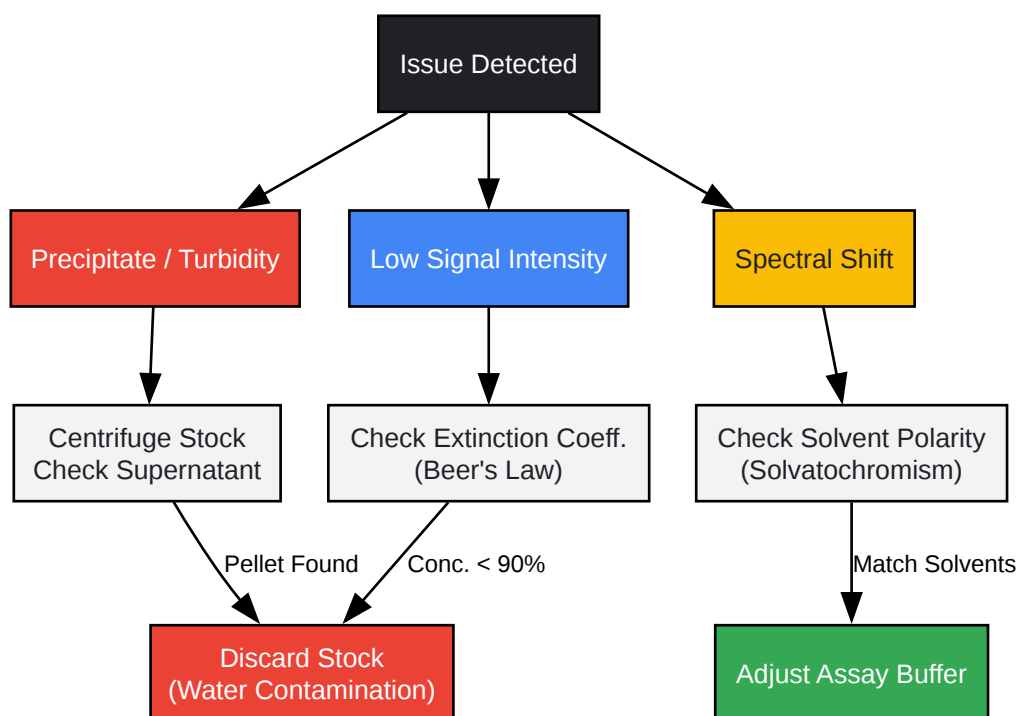 Issue Detected
Precipitate / Turbidity
Low Signal Intensity
Spectral Shift
Centrifuge Stock
Check Supernatant
Check Extinction Coeff.
(Beer's Law)
Check Solvent Polarity
(Solvatochromism)
Pellet Found
Conc. < 90%
Match Solvents
Discard Stock
(Water Contamination)
Adjust Assay Buffer